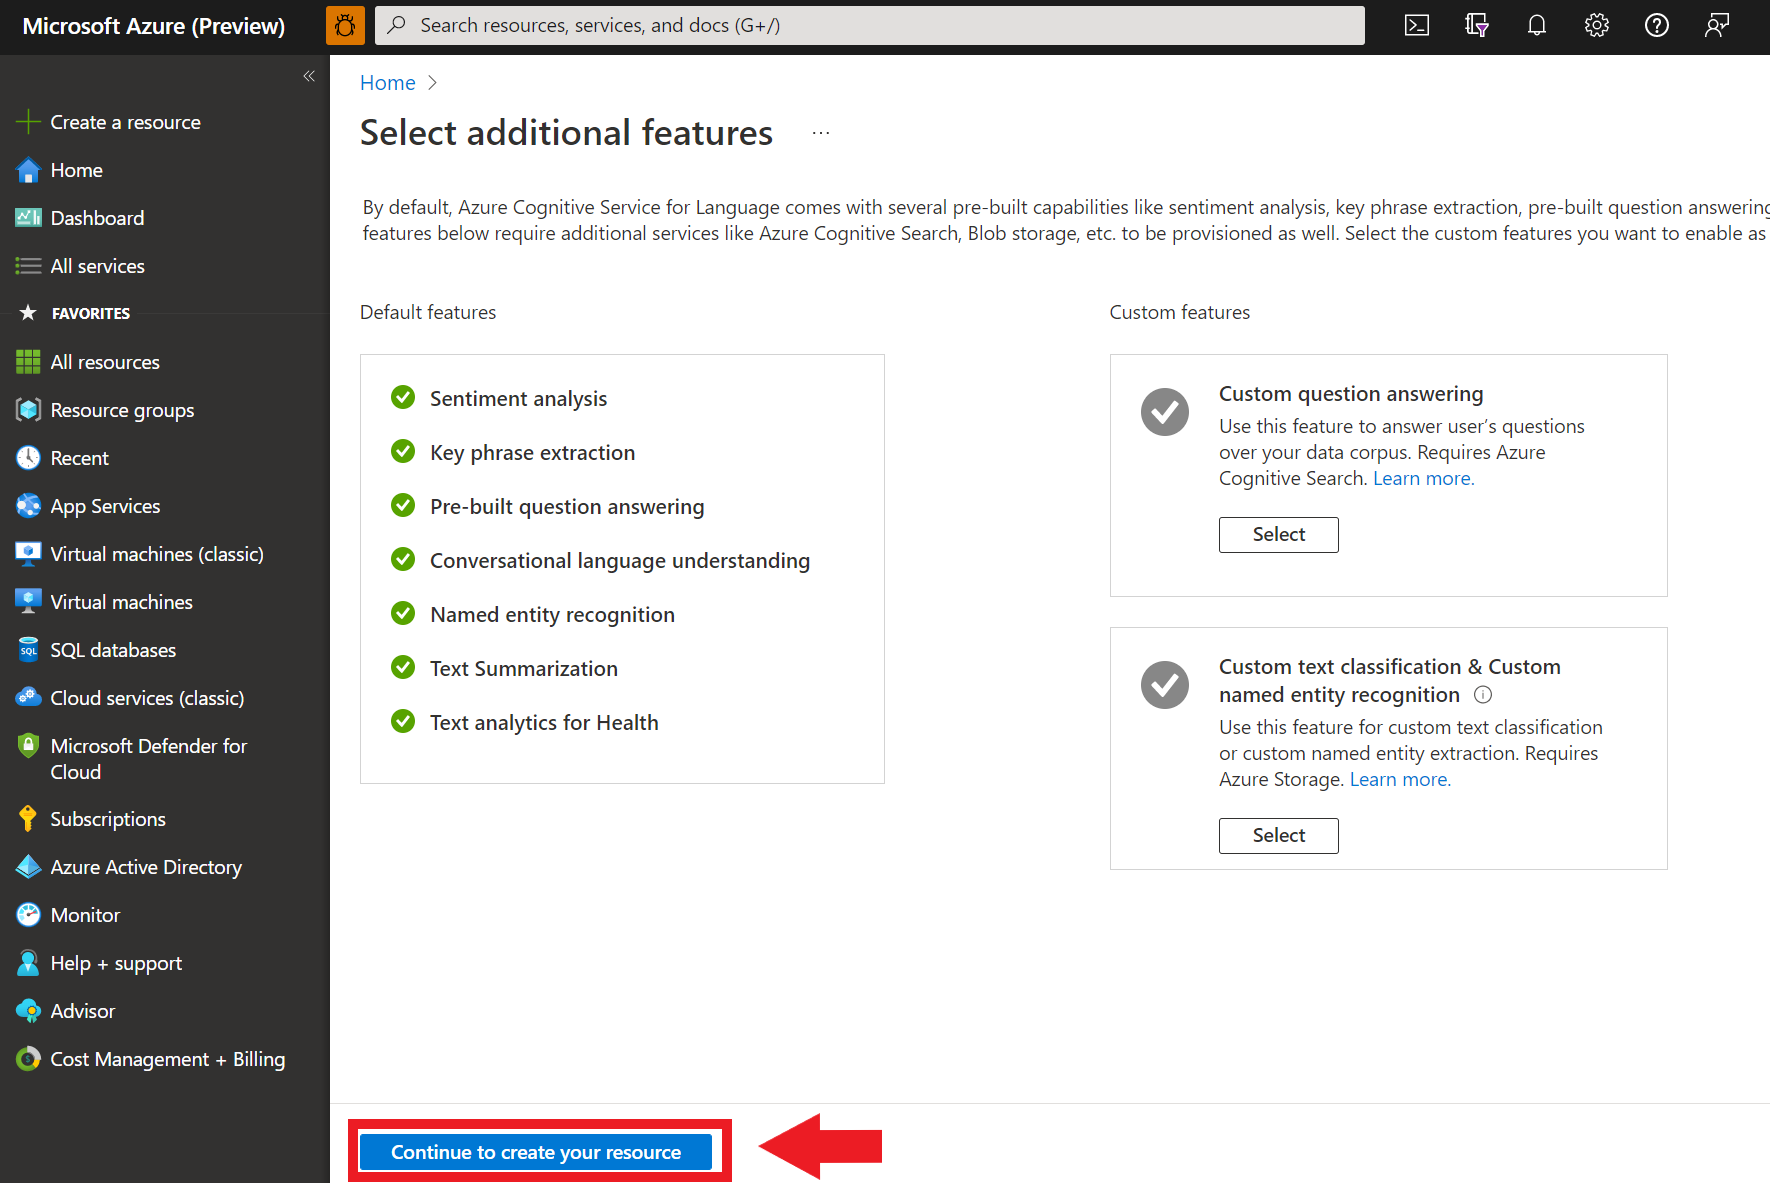 Microsoft Azure (Preview)
Search resources, services, and docs (G+/)
Create a resource
Home
Dashboard
All services
FAVORITES
All resources
Resource groups
Recent
App Services
Virtual machines (classic)
Virtual machines
SQL
SQL databases
Cloud services (classic)
Microsoft Defender for
Cloud
Subscriptions
Azure Active Directory
Monitor
Help + support
Advisor
Cost Management + Billing
Home
Select additional features
By default, Azure Cognitive Service for Language comes with several pre-built capabilities like sentiment analysis, key phrase extraction, pre-built question answering
features below require additional services like Azure Cognitive Search, Blob storage, etc. to be provisioned as well. Select the custom features you want to enable as
Default features
Sentiment analysis
Key phrase extraction
Pre-built question answering
Conversational language understanding
Named entity recognition
Text Summarization
Text analytics for Health
Custom features
Custom question answering
Use this feature to answer user's questions
over your data corpus. Requires Azure
Cognitive Search. Learn more.
Select
Custom text classification & Custom
named entity recognition
Use this feature for custom text classification
or custom named entity extraction. Requires
Azure Storage. Learn more.
Select
Continue to create your resource